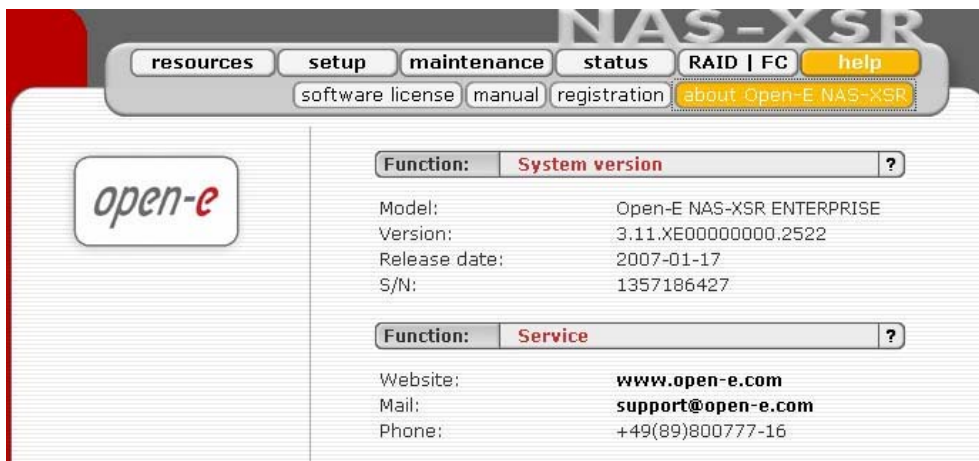 NAS-XSR
resources setup maintenance status RAID | FC help
software license manual registration about Open-E NAS-XSR
open-e
Function: System version ?
Model: Open-E NAS-XSR ENTERPRISE
Version: 3.11.XE00000000.2522
Release date: 2007-01-17
S/N: 1357186427
Function: Service ?
Website: www.open-e.com
Mail: support@open-e.com
Phone: +49(89)800777-16